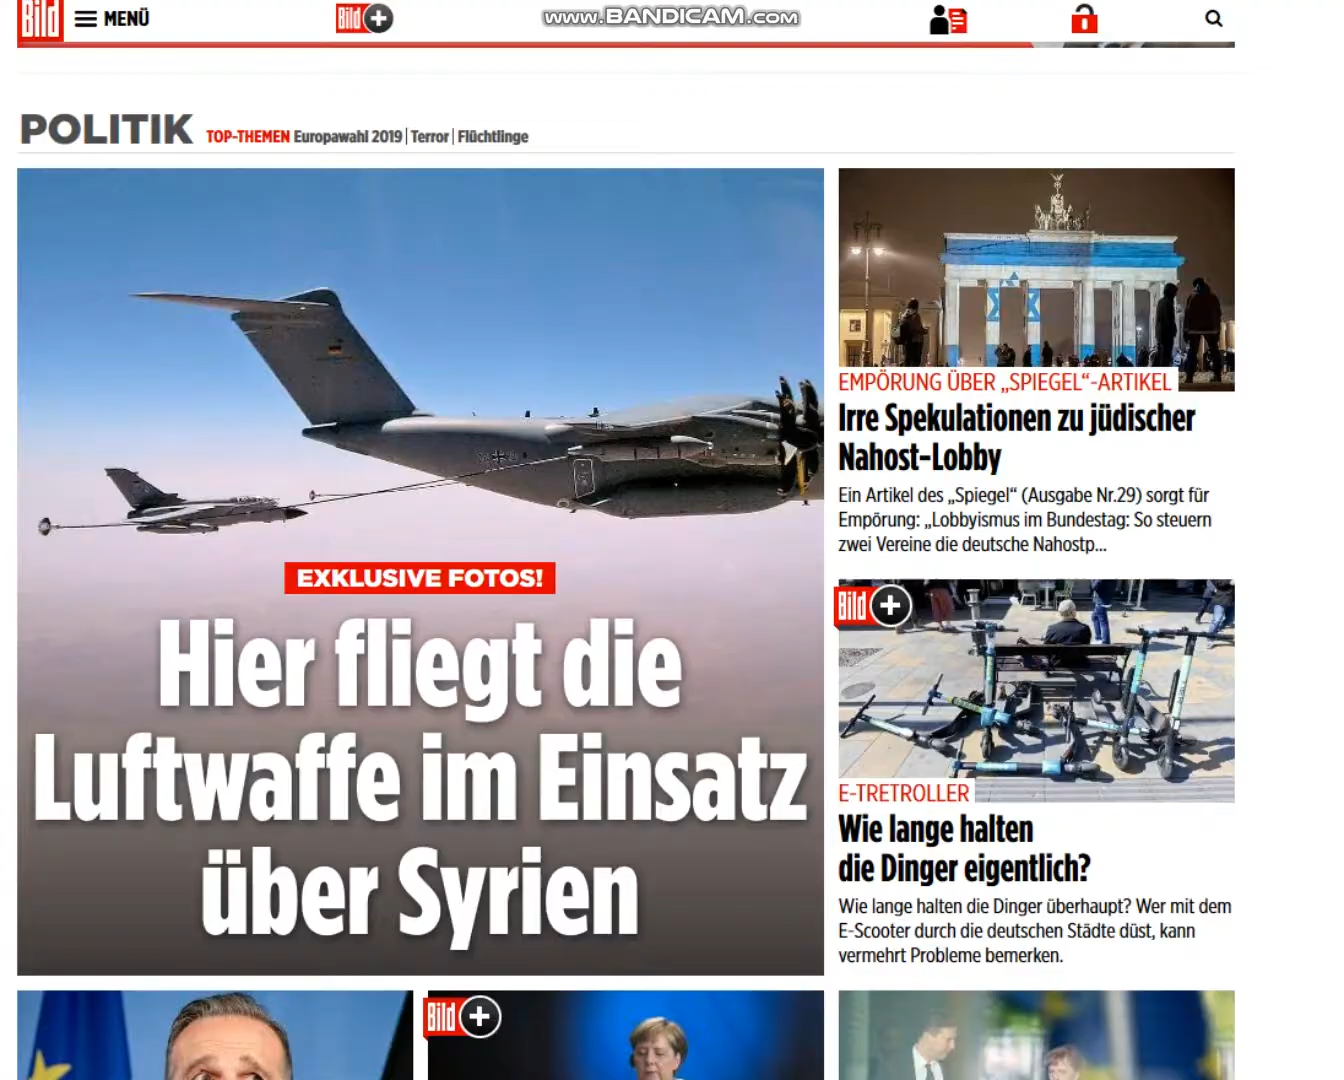 Bild
MENÜ
Bild +
www.BANDICAM.com
POLITIK
TOP-THEMEN Europawahl 2019 | Terror | Flüchtlinge
EXKLUSIVE FOTOS!
Hier fliegt die
Luftwaffe im Einsatz
über Syrien
EMPÖRUNG ÜBER „SPIEGEL“-ARTIKEL
Irre Spekulationen zu jüdischer
Nahost-Lobby
Ein Artikel des „Spiegel“ (Ausgabe Nr.29) sorgt für
Empörung: „Lobbyismus im Bundestag: So steuern
zwei Vereine die deutsche Nahostp...
Bild +
E-TRETROLLER
Wie lange halten
die Dinger eigentlich?
Wie lange halten die Dinger überhaupt? Wer mit dem
E-Scooter durch die deutschen Städte düst, kann
vermehrt Probleme bemerken.
Bild +